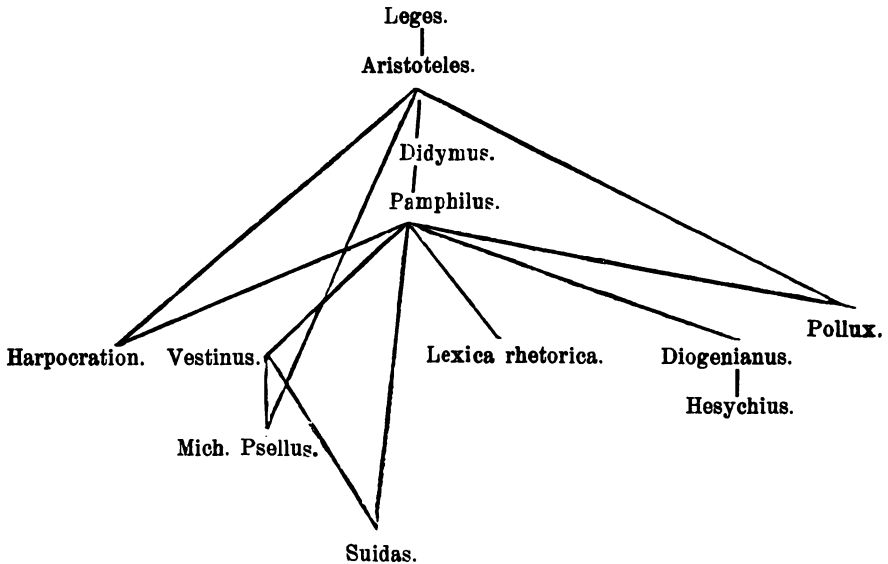 Leges.
Aristoteles.
Didymus.
Pamphilus.
Pollux.
Harpocration. Vestinus. Lexica rhetorica. Diogenianus.
Hesychius.
Mich. Psellus.
Suidas.